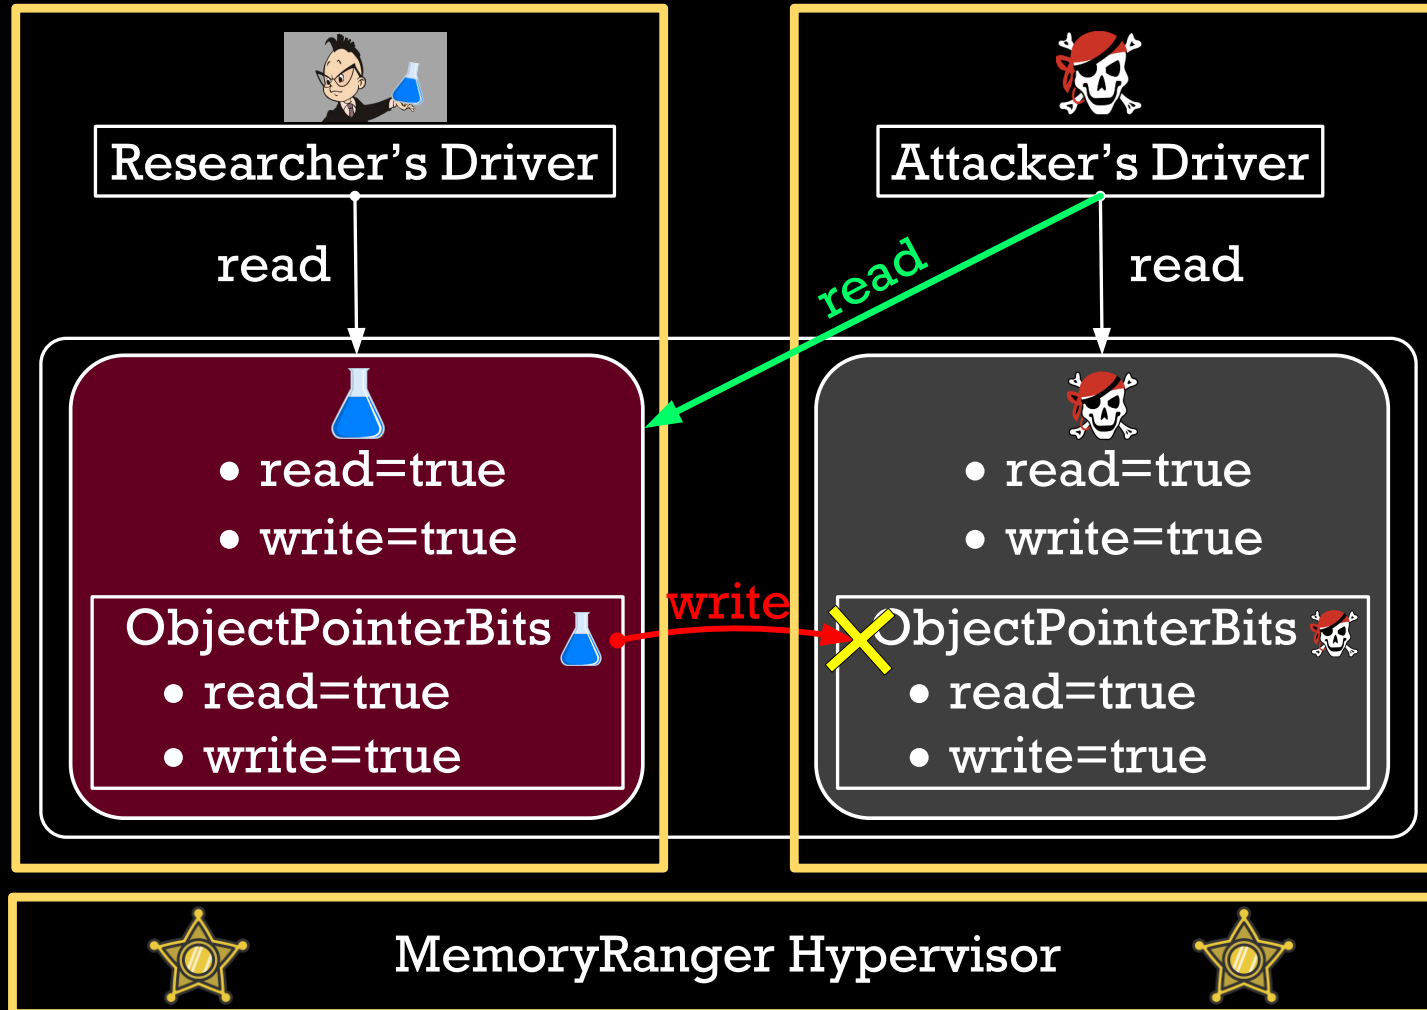 Researcher’s Driver
read
• read=true
• write=true
ObjectPointerBits
• read=true
• write=true
read
write
Attacker’s Driver
read
• read=true
• write=true
ObjectPointerBits
• read=true
• write=true
MemoryRanger Hypervisor